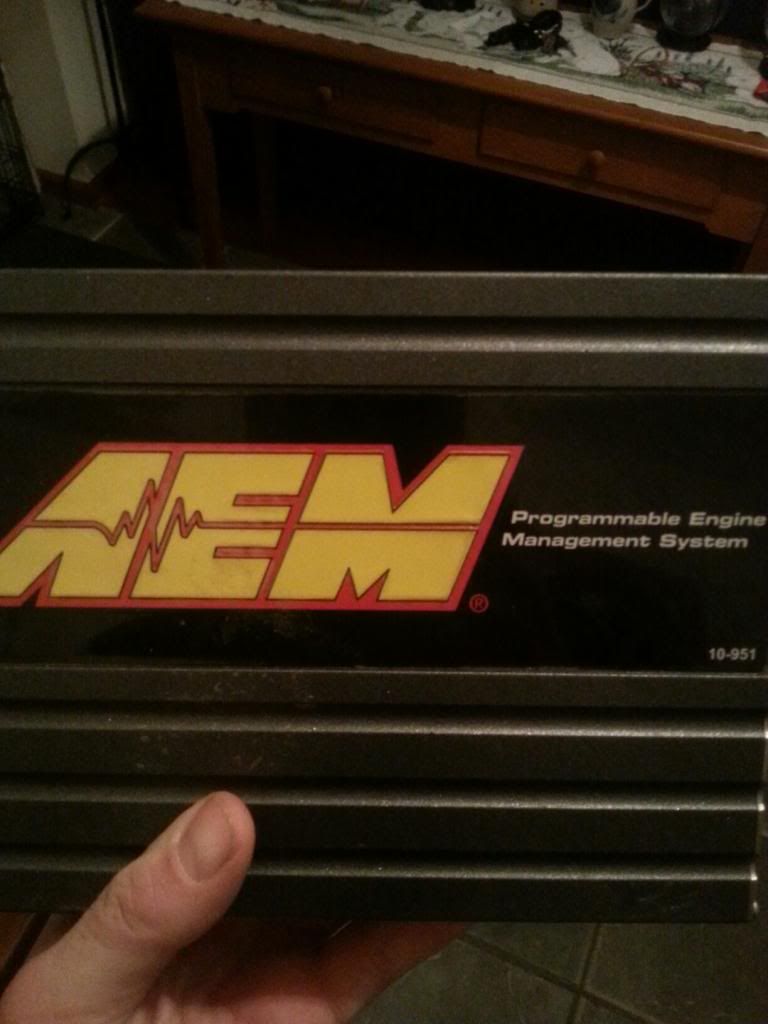 AEM®
Programmable Engine
Management System
10-951